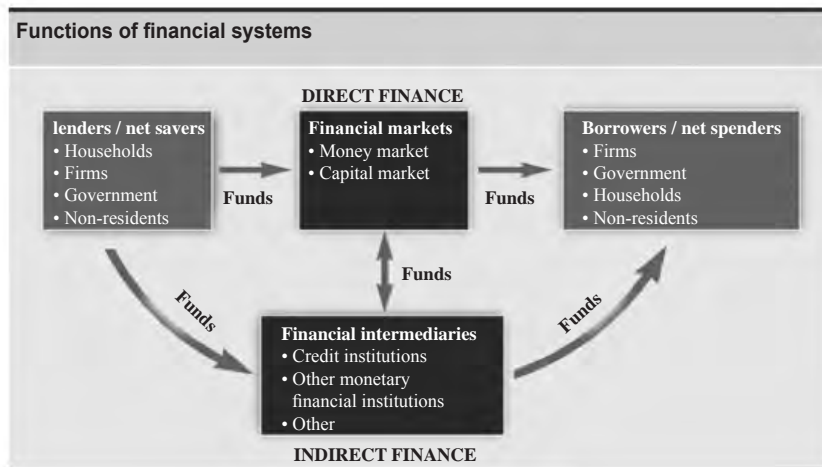 Functions of financial systems
DIRECT FINANCE
lenders / net savers
• Households
• Firms
• Government
• Non-residents
Funds
Financial markets
• Money market
• Capital market
Funds
Borrowers / net spenders
• Firms
• Government
• Households
• Non-residents
Funds
Funds
Financial intermediaries
• Credit institutions
• Other monetary
financial institutions
• Other
Funds
INDIRECT FINANCE